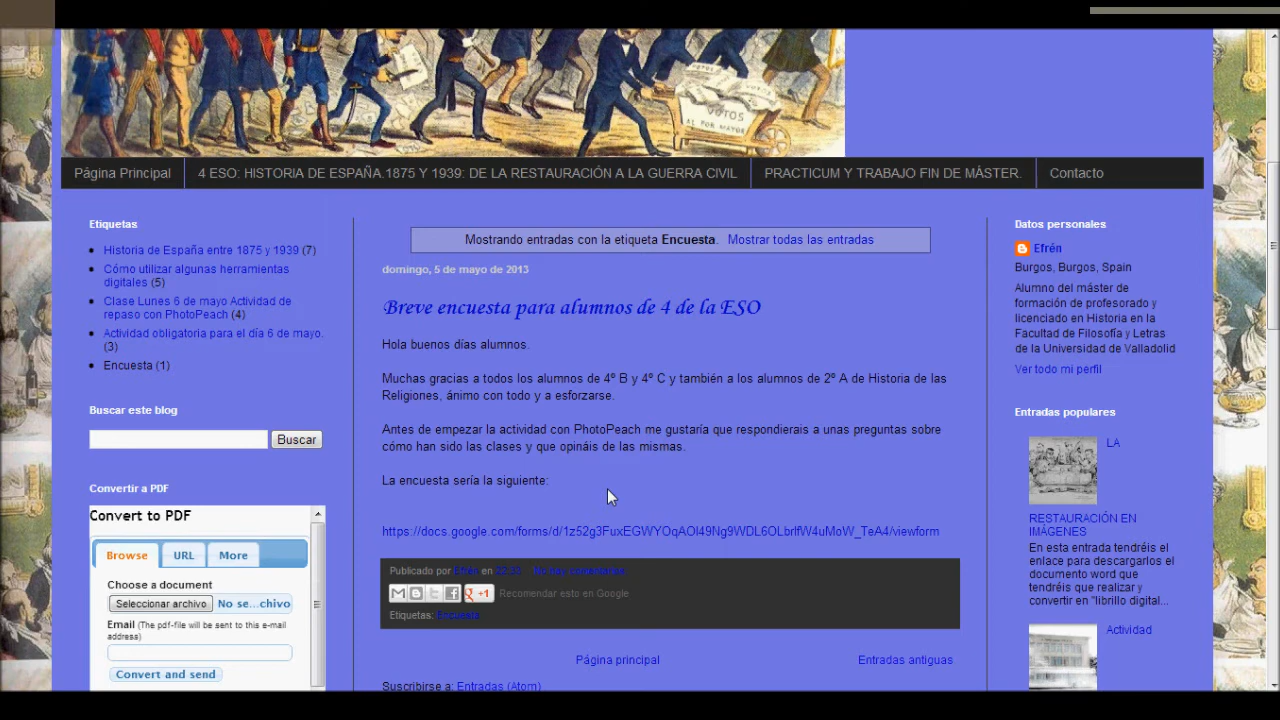 VOTOS
AL POR MAYOR
Página Principal
4 ESO: HISTORIA DE ESPAÑA.1875 Y 1939: DE LA RESTAURACIÓN A LA GUERRA CIVIL
PRACTICUM Y TRABAJO FIN DE MÁSTER.
Contacto
Etiquetas
Historia de España entre 1875 y 1939 (7)
Cómo utilizar algunas herramientas
digitales (5)
Clase Lunes 6 de mayo Actividad de
repaso con PhotoPeach (4)
Actividad obligatoria para el día 6 de mayo.
(3)
Encuesta (1)
Buscar este blog
Buscar
Convertir a PDF
Convert to PDF
Browse
URL
More
Choose a document
Seleccionar archivo No se...chivo
Email (The pdf-file will be sent to this e-mail
address)
Convert and send
Mostrando entradas con la etiqueta Encuesta. Mostrar todas las entradas
domingo, 5 de mayo de 2013
Breve encuesta para alumnos de 4 de la ESO
Hola buenos días alumnos.
Muchas gracias a todos los alumnos de 4º B y 4º C y también a los alumnos de 2º A de Historia de las
Religiones, ánimo con todo y a esforzarse.
Antes de empezar la actividad con PhotoPeach me gustaría que respondierais a unas preguntas sobre
cómo han sido las clases y que opináis de las mismas.
La encuesta sería la siguiente:
https://docs.google.com/forms/d/1z52g3FuxEGWYOqAOl49Ng9WDL6OLbrlfW4uMoW_TeA4/viewform
Publicado por Efrén en 22:33 No hay comentarios:
+1 Recomendar esto en Google
Etiquetas: Encuesta
Página principal
Entradas antiguas
Suscribirse a: Entradas (Atom)
Datos personales
Efrén
Burgos, Burgos, Spain
Alumno del máster de
formación de profesorado y
licenciado en Historia en la
Facultad de Filosofía y Letras
de la Universidad de Valladolid
Ver todo mi perfil
Entradas populares
LA
RESTAURACIÓN EN
IMÁGENES
En esta entrada tendréis el
enlace para descargarlos el
documento word que
tendréis que realizar y
convertir en "librillo digital...
Actividad